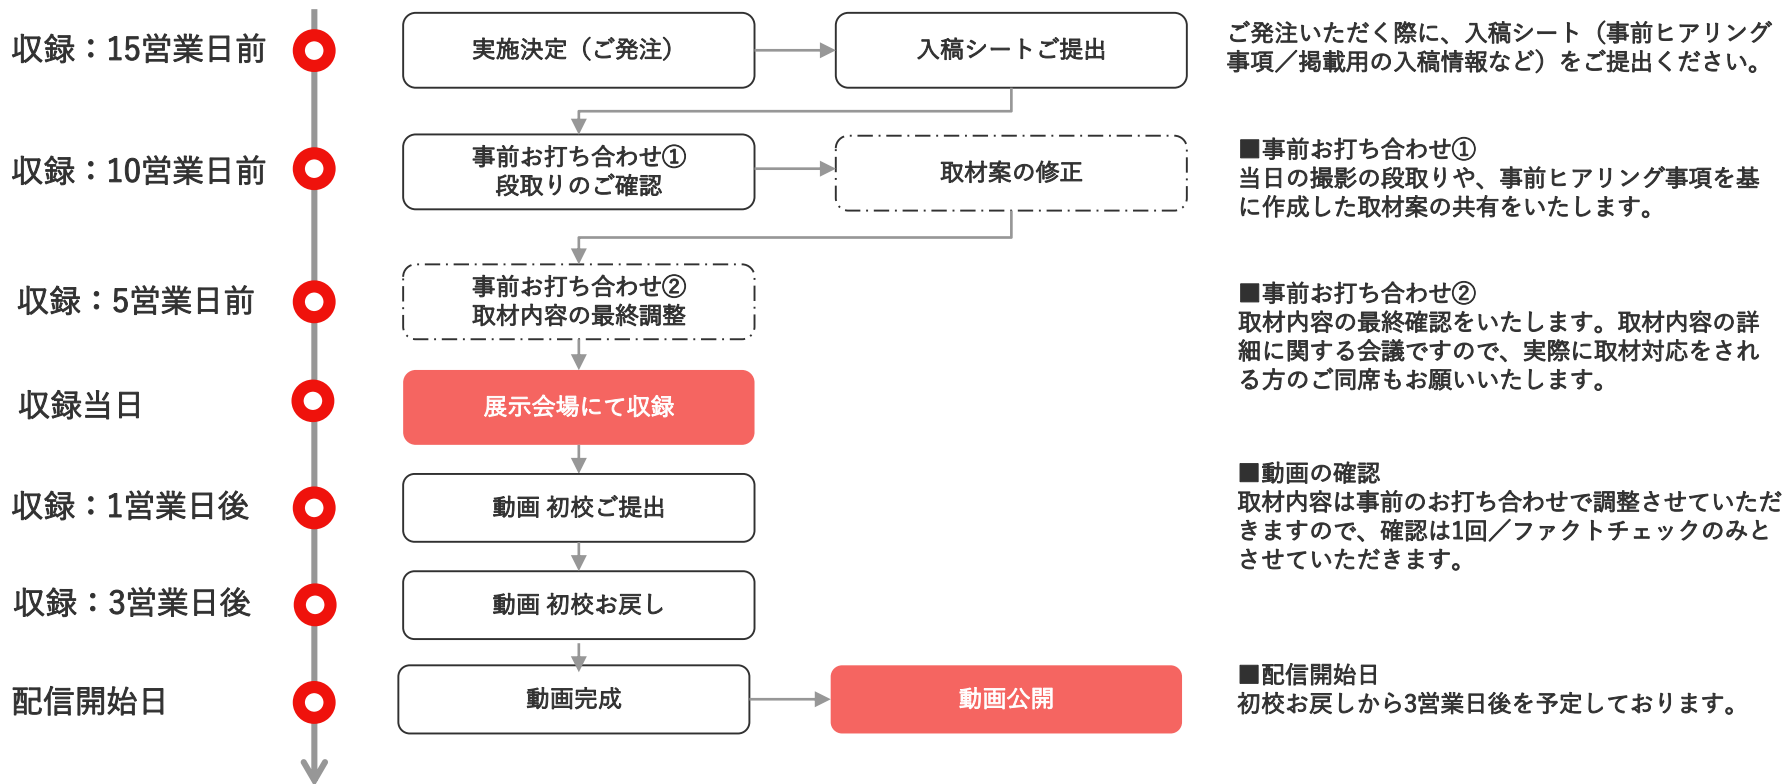 収録：15営業日前
実施決定（ご発注）
入稿シートご提出
ご発注いただく際に、入稿シート（事前ヒアリング
事項／掲載用の入稿情報など）をご提出ください。
収録：10営業日前
事前お打ち合わせ①
段取りのご確認
取材案の修正
■事前お打ち合わせ①
当日の撮影の段取りや、事前ヒアリング事項を基
に作成した取材案の共有をいたします。
収録：5営業日前
事前お打ち合わせ②
取材内容の最終調整
■事前お打ち合わせ②
取材内容の最終確認をいたします。取材内容の詳
細に関する会議ですので、実際に取材対応をされ
る方のご同席もお願いいたします。
収録当日
展示会場にて収録
収録：1営業日後
動画 初校ご提出
■動画の確認
取材内容は事前のお打ち合わせで調整させていただ
きますので、確認は1回／ファクトチェックのみと
させていただきます。
収録：3営業日後
動画 初校お戻し
配信開始日
動画完成
動画公開
■配信開始日
初校お戻しから3営業日後を予定しております。